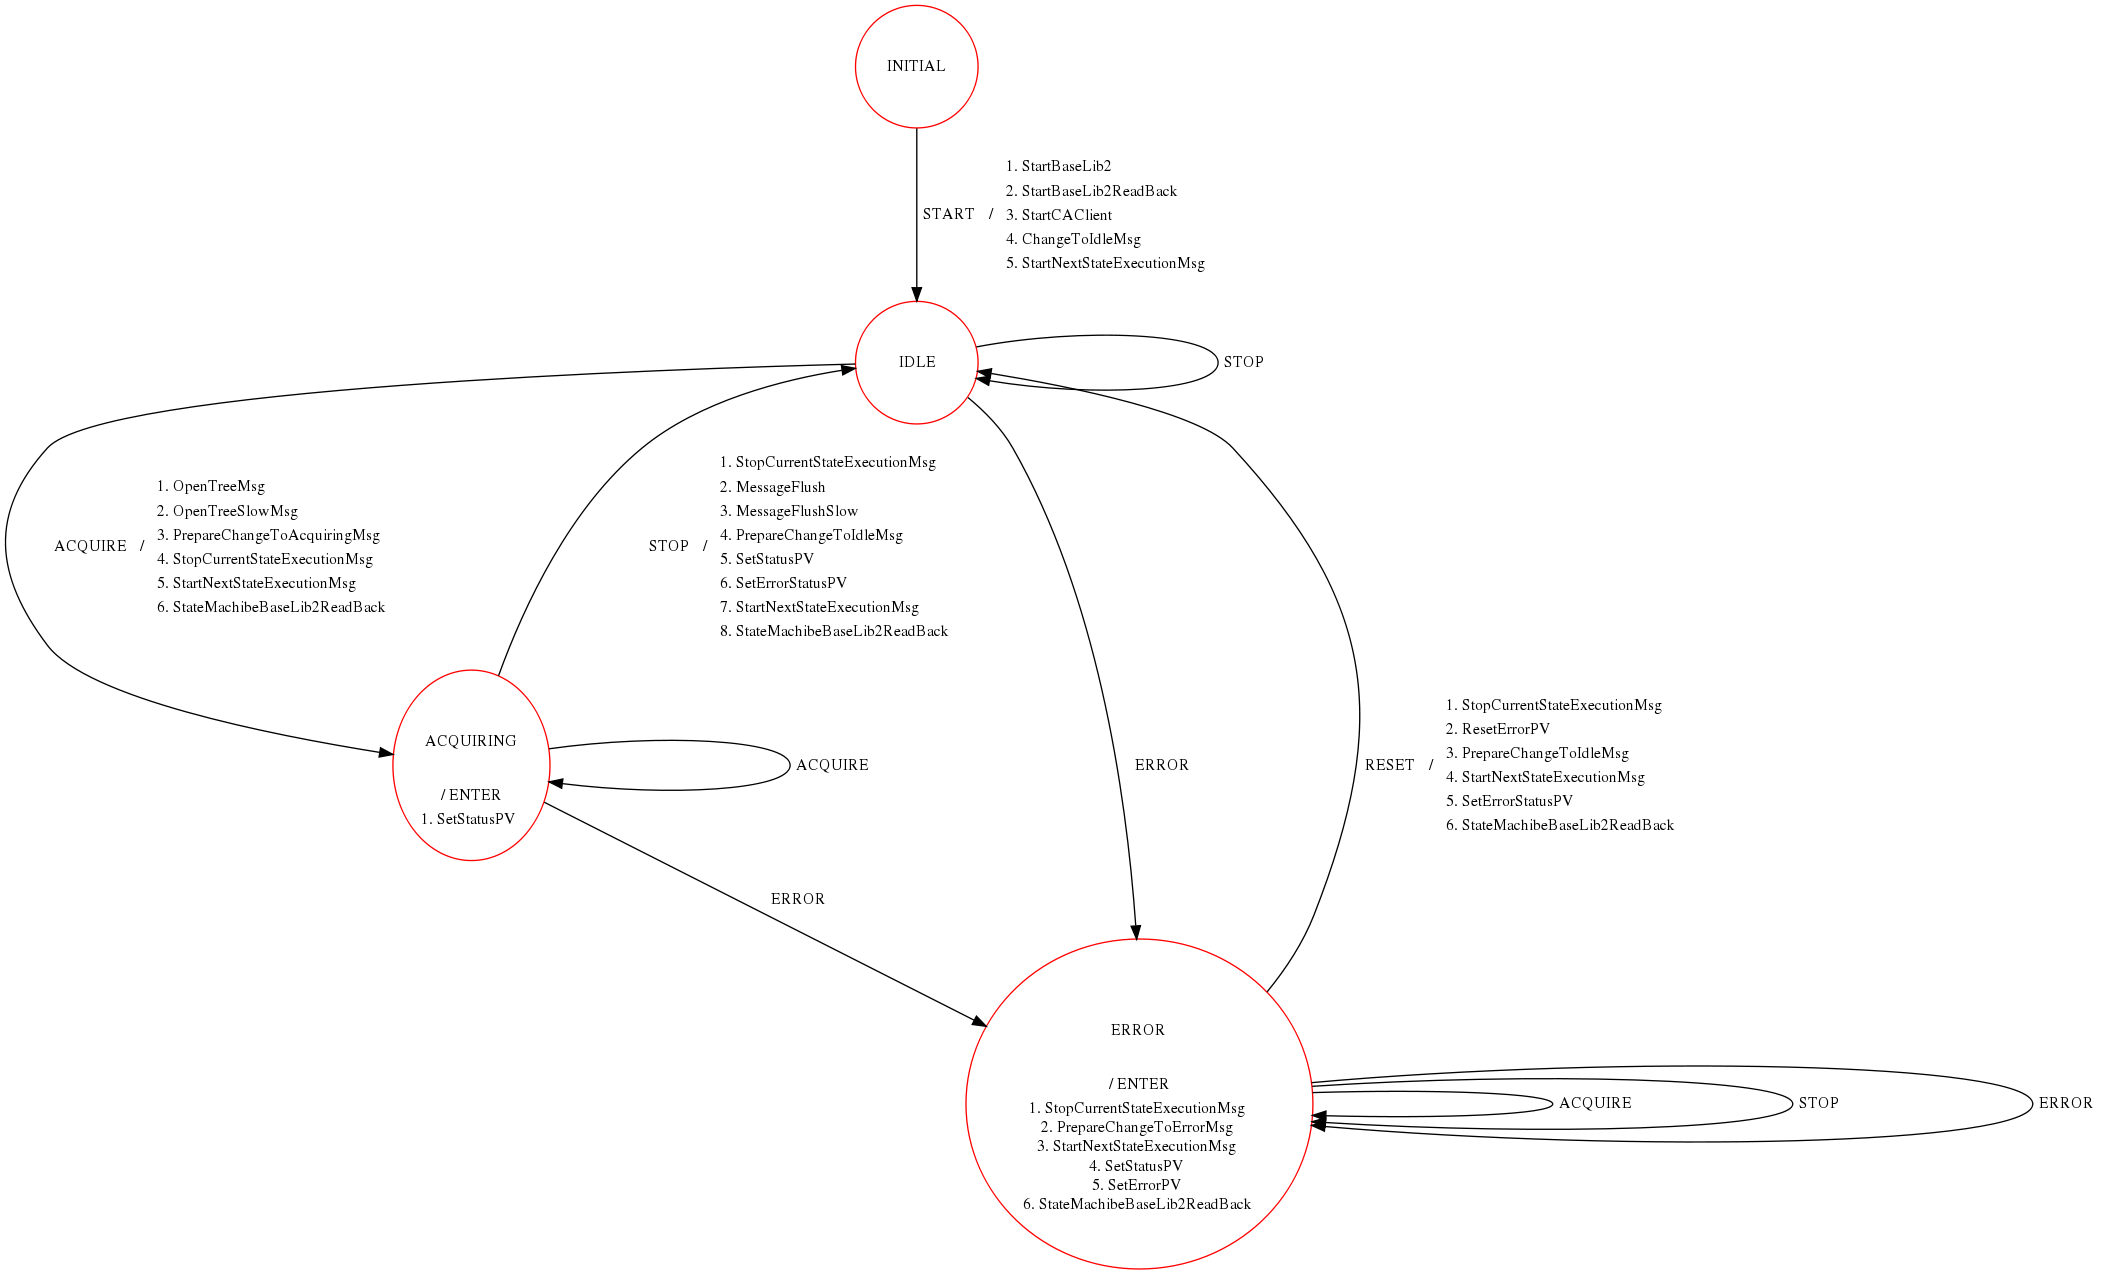 INITIAL
START /
1. StartBaseLib2
2. StartBaseLib2ReadBack
3. StartCAClient
4. ChangeToIdleMsg
5. StartNextStateExecutionMsg
IDLE
STOP
ACQUIRE /
1. OpenTreeMsg
2. OpenTreeSlowMsg
3. PrepareChangeToAcquiringMsg
4. StopCurrentStateExecutionMsg
5. StartNextStateExecutionMsg
6. StateMachibeBaseLib2ReadBack
STOP /
1. StopCurrentStateExecutionMsg
2. MessageFlush
3. MessageFlushSlow
4. PrepareChangeToIdleMsg
5. SetStatusPV
6. SetErrorStatusPV
7. StartNextStateExecutionMsg
8. StateMachibeBaseLib2ReadBack
ACQUIRING
/ ENTER
1. SetStatusPV
ACQUIRE
ERROR
RESET /
1. StopCurrentStateExecutionMsg
2. ResetErrorPV
3. PrepareChangeToIdleMsg
4. StartNextStateExecutionMsg
5. SetErrorStatusPV
6. StateMachibeBaseLib2ReadBack
ERROR
ERROR
/ ENTER
1. StopCurrentStateExecutionMsg
2. PrepareChangeToErrorMsg
3. StartNextStateExecutionMsg
4. SetStatusPV
5. SetErrorPV
6. StateMachibeBaseLib2ReadBack
ACQUIRE
STOP
ERROR